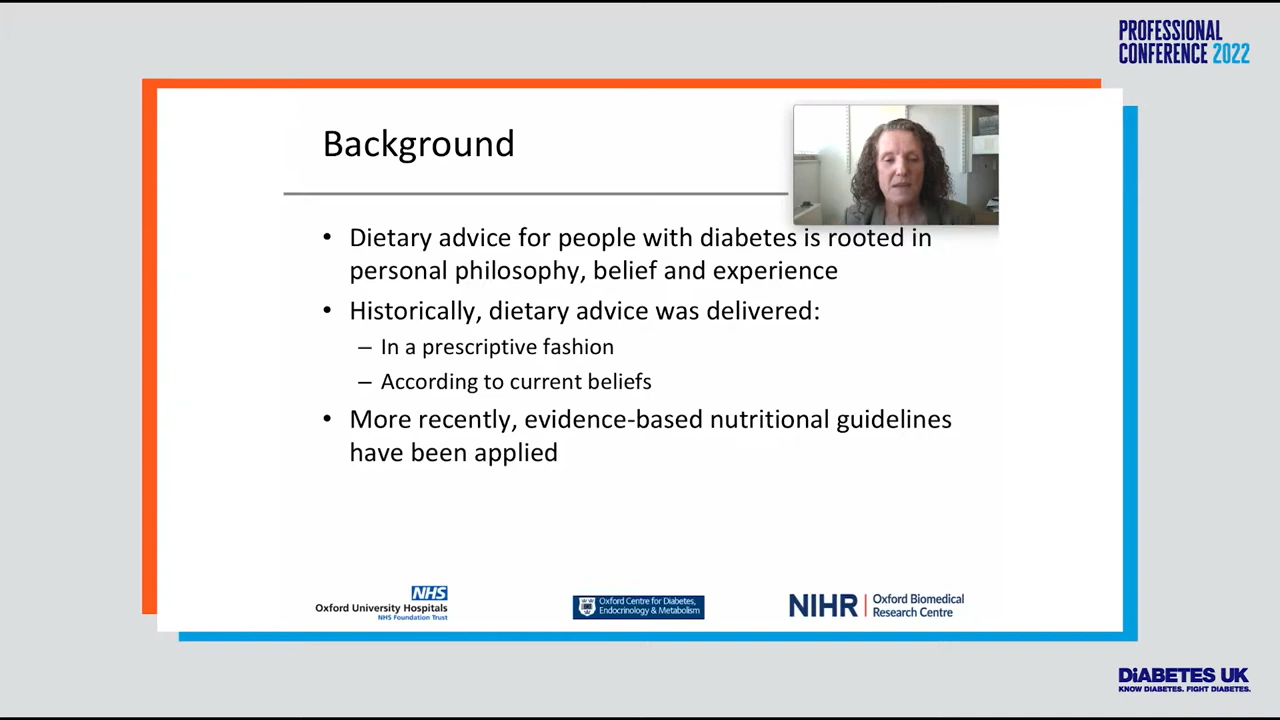 PROFESSIONAL
CONFERENCE 2022
Background
• Dietary advice for people with diabetes is rooted in
personal philosophy, belief and experience
• Historically, dietary advice was delivered:
– In a prescriptive fashion
– According to current beliefs
• More recently, evidence-based nutritional guidelines
have been applied
NHS
Oxford University Hospitals
NHS Foundation Trust
Oxford Centre for Diabetes,
Endocrinology & Metabolism
NIHR | Oxford Biomedical
Research Centre
DiABETES UK
KNOW DIABETES. FIGHT DIABETES.